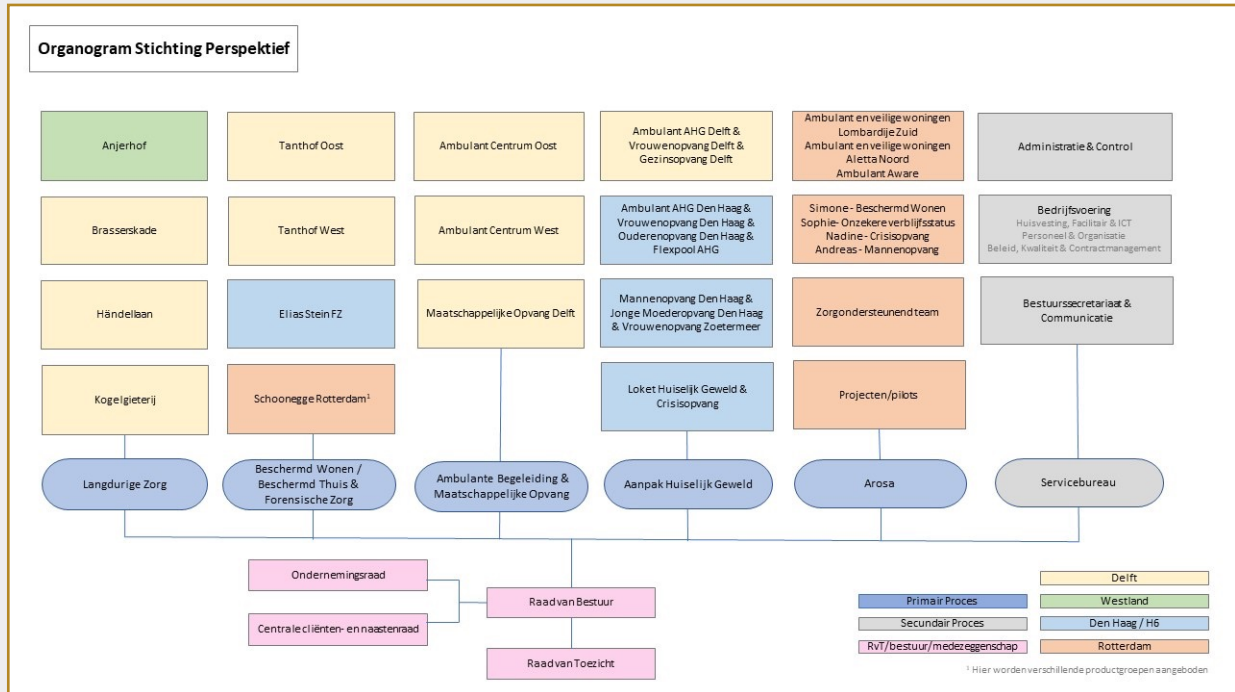 Organogram Stichting Perspektief
Anjerhof
Tanthof Oost
Ambulant Centrum Oost
Ambulant AHG Delft &
Vrouwenopvang Delft &
Gezinsopvang Delft
Ambulant en veilige woningen
Lombardije Zuid
Ambulant en veilige woningen
Aletta Noord
Ambulant Aware
Administratie & Control
Brasserskade
Tanthof West
Ambulant Centrum West
Ambulant AHG Den Haag &
Vrouwenopvang Den Haag &
Ouderenopvang Den Haag &
Flexpool AHG
Simone - Beschermd Wonen
Sophie- Onzekere verblijfsstatus
Nadine - Crisisopvang
Andreas - Mannenopvang
Bedrijfsvoering
Huisvesting, Facilitair & ICT
Personeel & Organisatie
Beleid, Kwaliteit & Contractmanagement
Händellaan
Elias Stein FZ
Maatschappelijke Opvang Delft
Mannenopvang Den Haag &
Jonge Moederopvang Den Haag
& Vrouwenopvang Zoetermeer
Zorgondersteunend team
Bestuurssecretariaat &
Communicatie
Kogelgieterij
Schoonegge Rotterdam¹
Loket Huiselijk Geweld &
Crisisopvang
Projecten/pilots
Langdurige Zorg
Beschermd Wonen /
Beschermd Thuis &
Forensische Zorg
Ambulante Begeleiding &
Maatschappelijke Opvang
Aanpak Huiselijk Geweld
Arosa
Servicebureau
Ondernemingsraad
Raad van Bestuur
Centrale cliënten- en naastenraad
Raad van Toezicht
Delft
Primair Proces
Westland
Secundair Proces
Den Haag / H6
RvT/bestuur/medezeggenschap
Rotterdam
¹ Hier worden verschillende productgroepen aangeboden